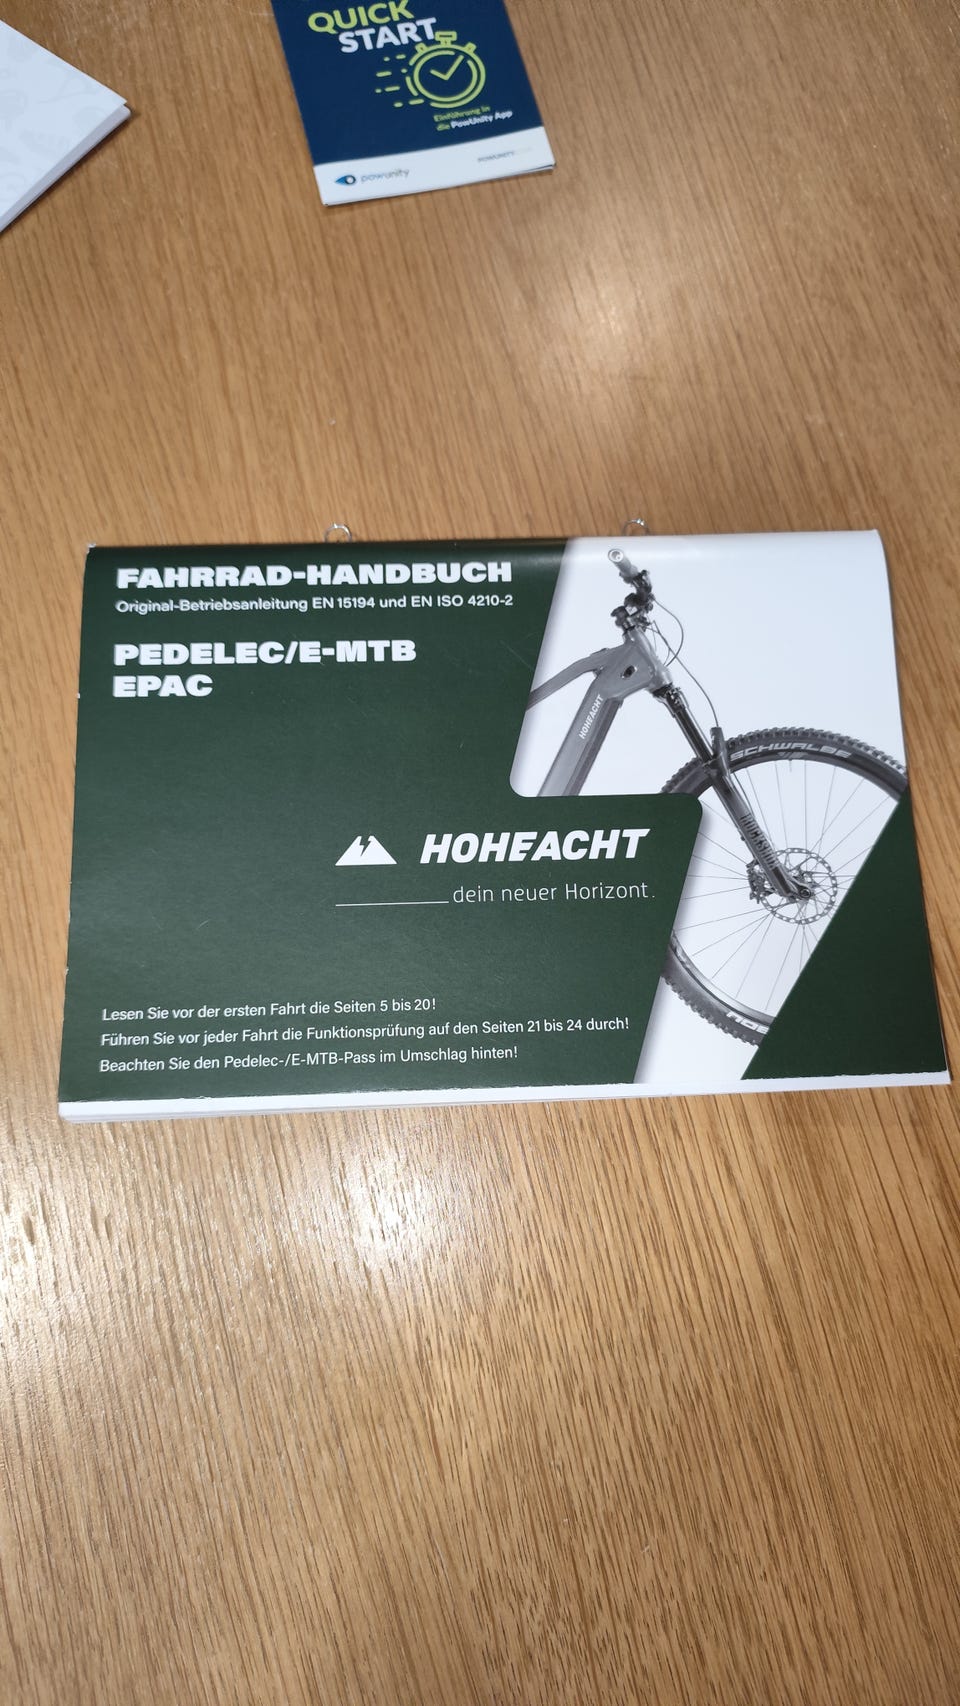 QUICK
START
Einführung in
die PowUnity App
powunity
FAHRRAD-HANDBUCH
Original-Betriebsanleitung EN 15194 und EN ISO 4210-2
PEDELEC/E-MTB
EPAC
HOHEACHT
SCHWALBE
ROCKSHOX
HOHEACHT
dein neuer Horizont.
Lesen Sie vor der ersten Fahrt die Seiten 5 bis 20!
Führen Sie vor jeder Fahrt die Funktionsprüfung auf den Seiten 21 bis 24 durch!
Beachten Sie den Pedelec-/E-MTB-Pass im Umschlag hinten!